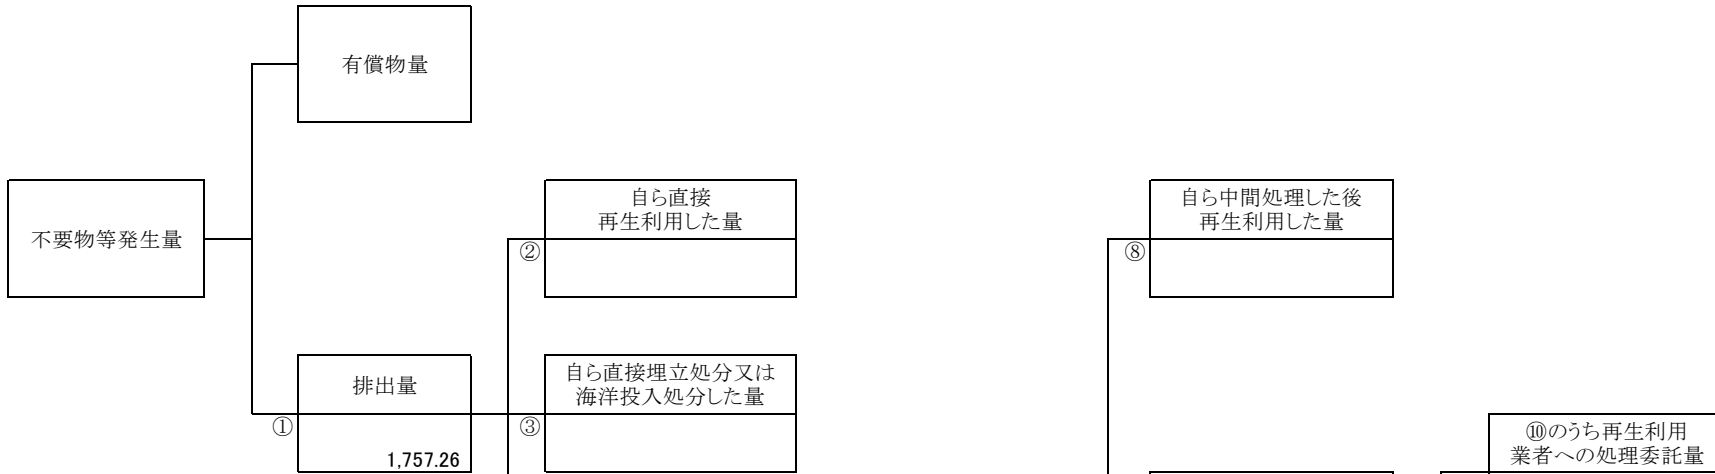 有償物量
不要物等発生量
自ら直接
再生利用した量
②
自ら中間処理した後
再生利用した量
⑧
排出量
①
1,757.26
自ら直接埋立処分又は
海洋投入処分した量
③
⑩のうち再生利用
業者への処理委託量